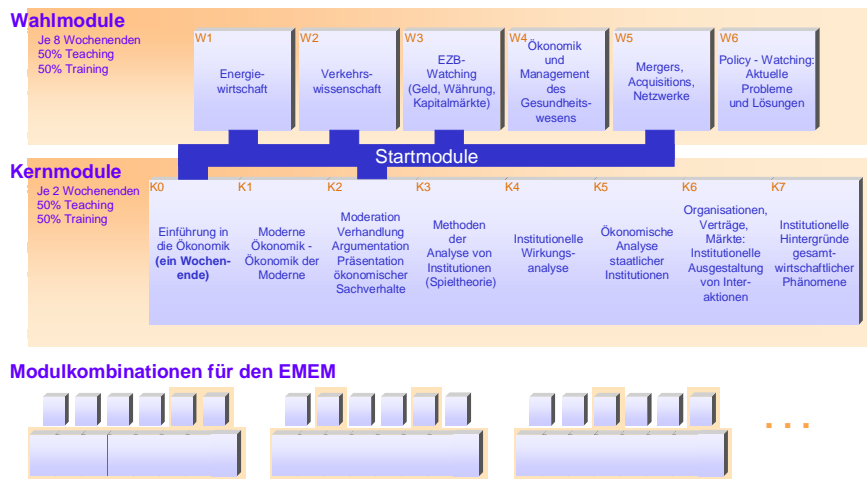 Wahlmodule
Je 8 Wochenenden
50% Teaching
50% Training
W1
Energie-
wirtschaft
W2
Verkehrs-
wissenschaft
W3
EZB-
Watching
(Geld, Währung,
Kapitalmärkte)
W4
Ökonomik
und
Management
des
Gesundheits-
wesens
W5
Mergers,
Acquisitions,
Netzwerke
W6
Policy - Watching:
Aktuelle
Probleme
und Lösungen
Startmodule
Kernmodule
Je 2 Wochenenden
50% Teaching
50% Training
K0
Einführung in
die Ökonomik
(ein Wochen-
ende)
K1
Moderne
Ökonomik -
Ökonomik der
Moderne
K2
Moderation
Verhandlung
Argumentation
Präsentation
ökonomischer
Sachverhalte
K3
Methoden
der
Analyse von
Institutionen
(Spieltheorie)
K4
Institutionelle
Wirkungs-
analyse
K5
Ökonomische
Analyse
staatlicher
Institutionen
K6
Organisationen,
Verträge,
Märkte:
Institutionelle
Ausgestaltung
von Inter-
aktionen
K7
Institutionelle
Hintergründe
gesamt-
wirtschaftlicher
Phänomene
Modulkombinationen für den EMEM
. . .